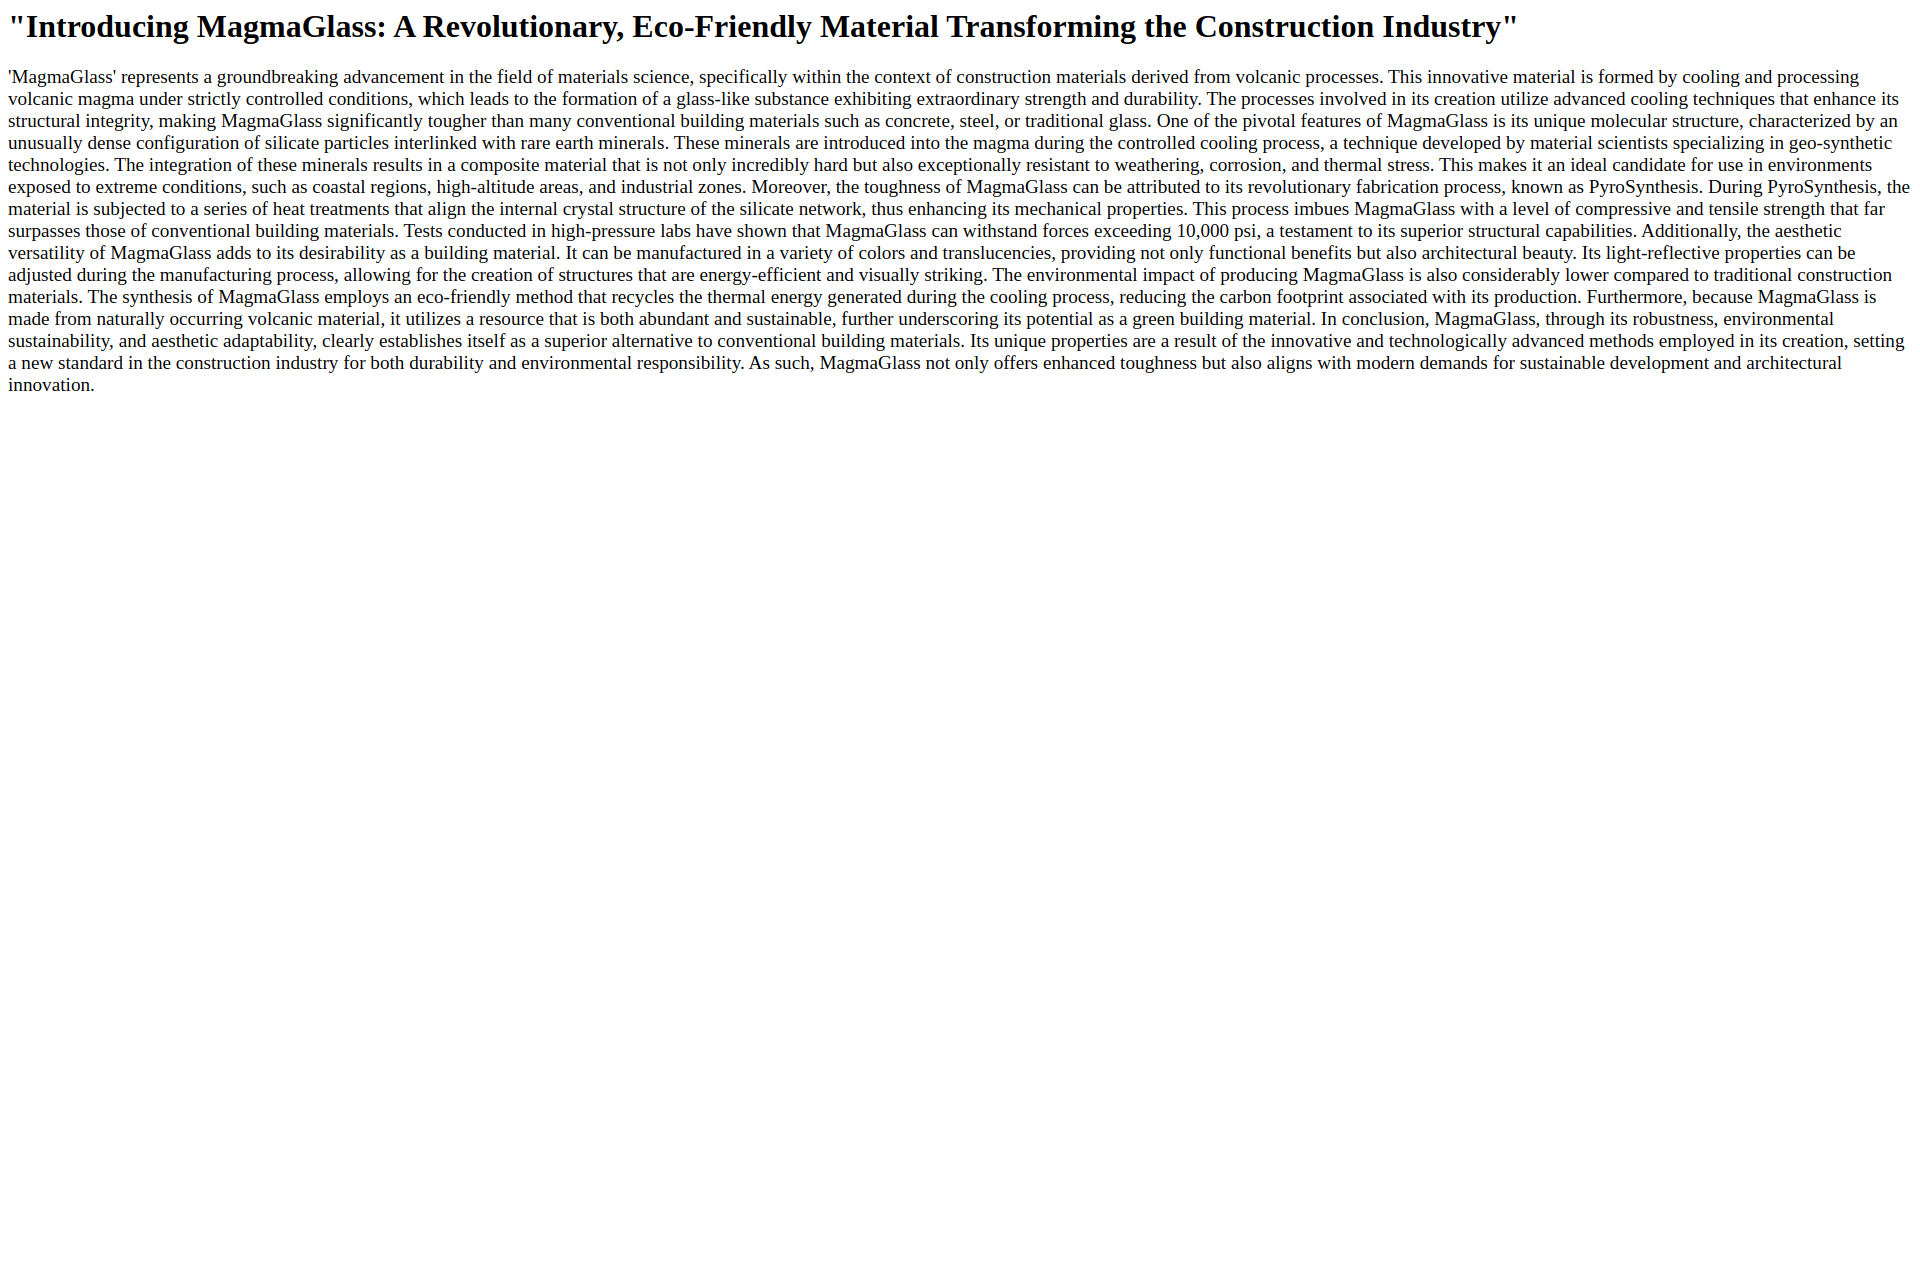 "Introducing MagmaGlass: A Revolutionary, Eco-Friendly Material Transforming the Construction Industry"
'MagmaGlass' represents a groundbreaking advancement in the field of materials science, specifically within the context of construction materials derived from volcanic processes. This innovative material is formed by cooling and processing
volcanic magma under strictly controlled conditions, which leads to the formation of a glass-like substance exhibiting extraordinary strength and durability. The processes involved in its creation utilize advanced cooling techniques that enhance its
structural integrity, making MagmaGlass significantly tougher than many conventional building materials such as concrete, steel, or traditional glass. One of the pivotal features of MagmaGlass is its unique molecular structure, characterized by an
unusually dense configuration of silicate particles interlinked with rare earth minerals. These minerals are introduced into the magma during the controlled cooling process, a technique developed by material scientists specializing in geo-synthetic
technologies. The integration of these minerals results in a composite material that is not only incredibly hard but also exceptionally resistant to weathering, corrosion, and thermal stress. This makes it an ideal candidate for use in environments
exposed to extreme conditions, such as coastal regions, high-altitude areas, and industrial zones. Moreover, the toughness of MagmaGlass can be attributed to its revolutionary fabrication process, known as PyroSynthesis. During PyroSynthesis, the
material is subjected to a series of heat treatments that align the internal crystal structure of the silicate network, thus enhancing its mechanical properties. This process imbues MagmaGlass with a level of compressive and tensile strength that far
surpasses those of conventional building materials. Tests conducted in high-pressure labs have shown that MagmaGlass can withstand forces exceeding 10,000 psi, a testament to its superior structural capabilities. Additionally, the aesthetic
versatility of MagmaGlass adds to its desirability as a building material. It can be manufactured in a variety of colors and translucencies, providing not only functional benefits but also architectural beauty. Its light-reflective properties can be
adjusted during the manufacturing process, allowing for the creation of structures that are energy-efficient and visually striking. The environmental impact of producing MagmaGlass is also considerably lower compared to traditional construction
materials. The synthesis of MagmaGlass employs an eco-friendly method that recycles the thermal energy generated during the cooling process, reducing the carbon footprint associated with its production. Furthermore, because MagmaGlass is
made from naturally occurring volcanic material, it utilizes a resource that is both abundant and sustainable, further underscoring its potential as a green building material. In conclusion, MagmaGlass, through its robustness, environmental
sustainability, and aesthetic adaptability, clearly establishes itself as a superior alternative to conventional building materials. Its unique properties are a result of the innovative and technologically advanced methods employed in its creation, setting
a new standard in the construction industry for both durability and environmental responsibility. As such, MagmaGlass not only offers enhanced toughness but also aligns with modern demands for sustainable development and architectural
innovation.